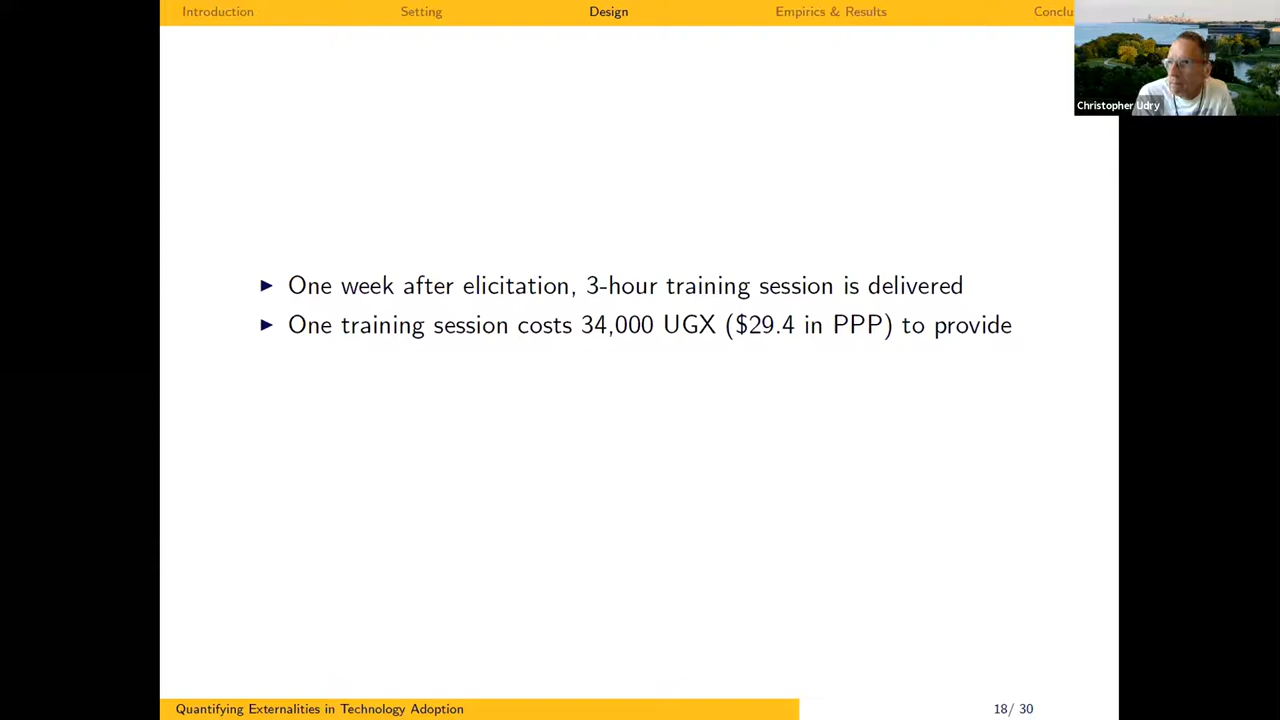 Introduction Setting Design Empirics & Results Conclu
Christopher Udry
▶ One week after elicitation, 3-hour training session is delivered
▶ One training session costs 34,000 UGX ($29.4 in PPP) to provide
Quantifying Externalities in Technology Adoption 18/ 30